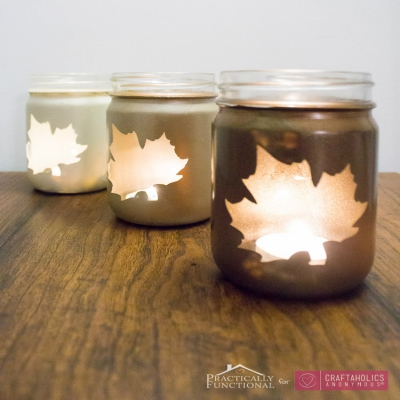 PRACTICALLY
FUNCTIONAL
for
CRAFTAHOLICS
ANONYMOUS®